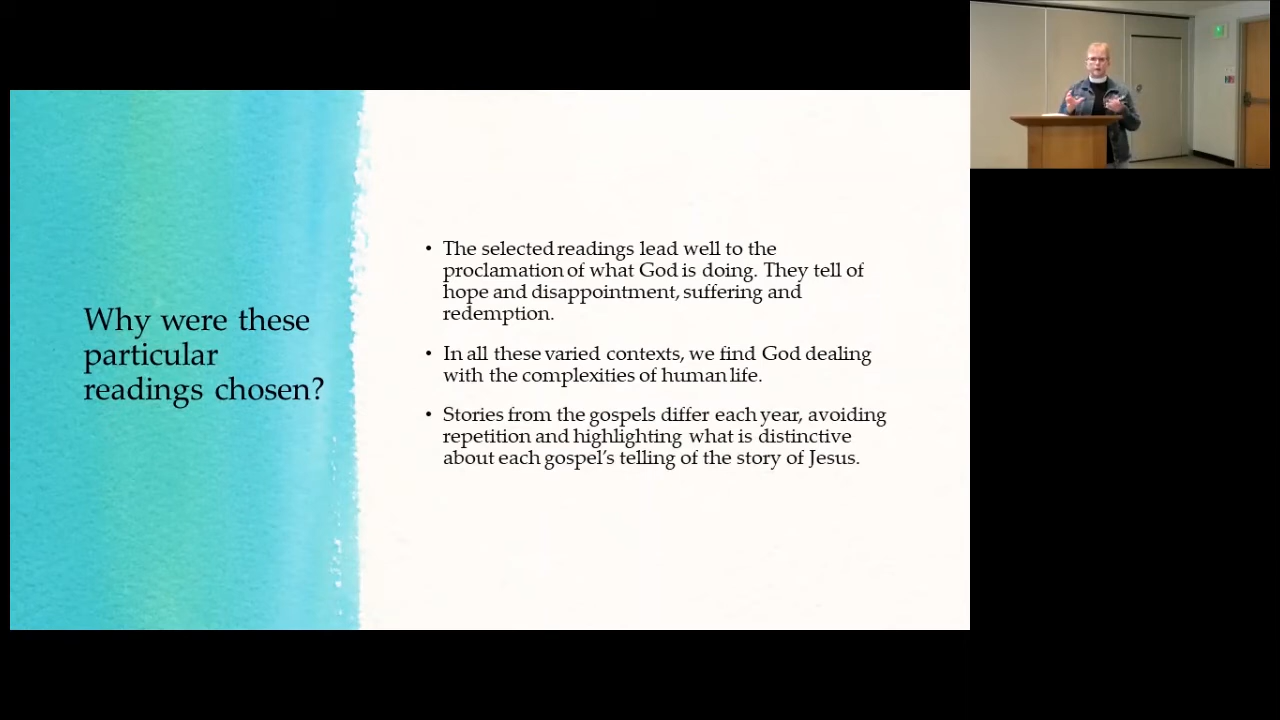 Why were these
particular
readings chosen?
• The selected readings lead well to the
proclamation of what God is doing. They tell of
hope and disappointment, suffering and
redemption.
• In all these varied contexts, we find God dealing
with the complexities of human life.
• Stories from the gospels differ each year, avoiding
repetition and highlighting what is distinctive
about each gospel's telling of the story of Jesus.